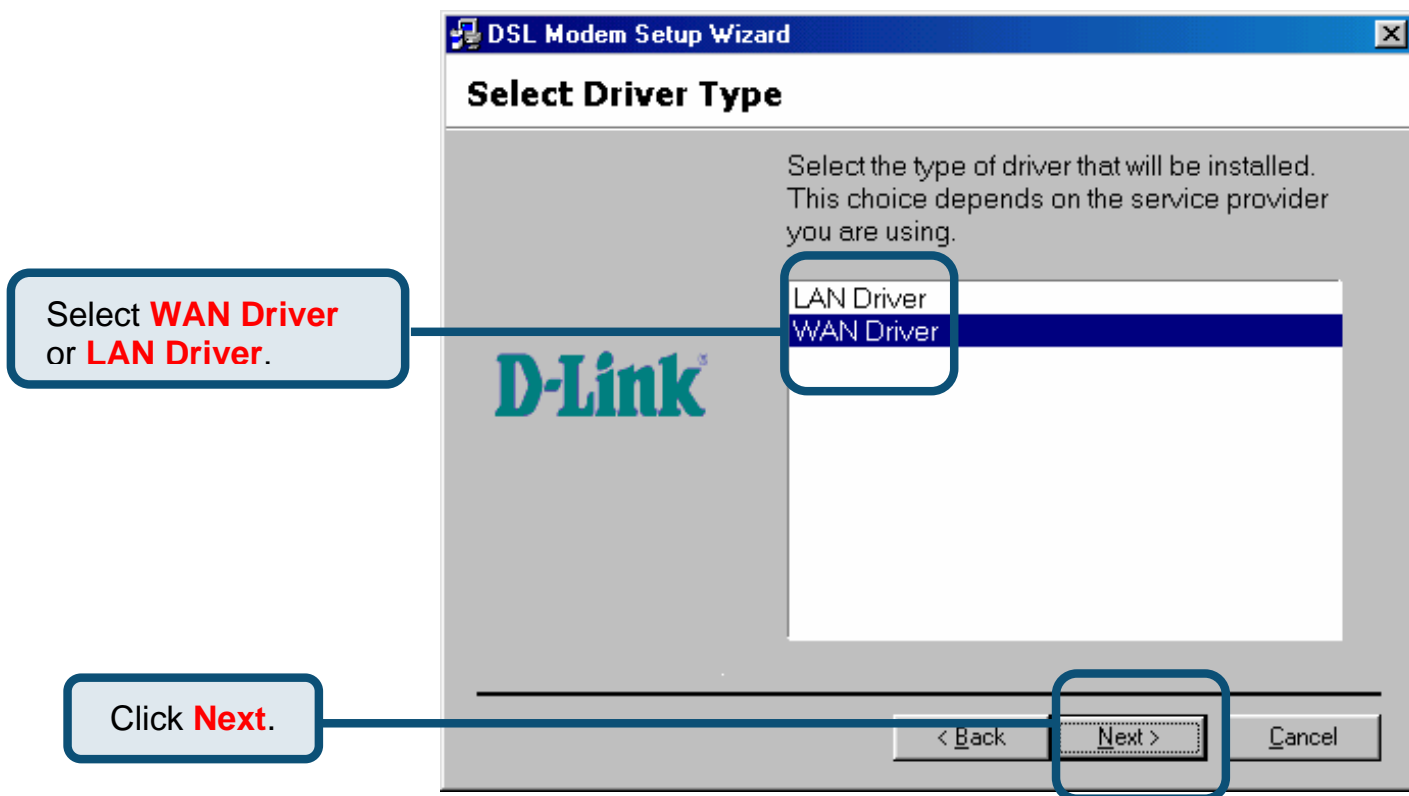 DSL Modem Setup Wizard
Select Driver Type
Select the type of driver that will be installed.
This choice depends on the service provider
you are using.
LAN Driver
WAN Driver
Select WAN Driver
or LAN Driver.
D-Link
Click Next.
< Back
Next >
Cancel